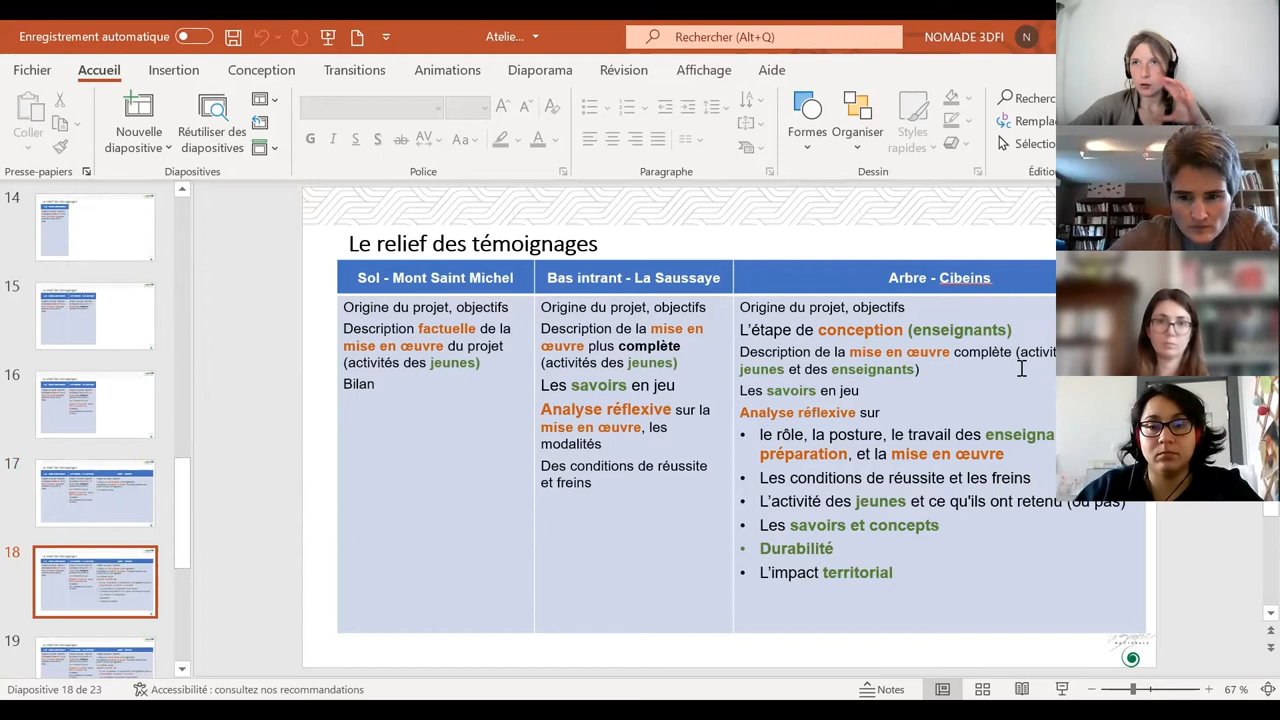 Enregistrement automatique
Atelie...
Rechercher (Alt+Q)
NOMADE 3DFI
N
Fichier
Accueil
Insertion
Conception
Transitions
Animations
Diaporama
Révision
Affichage
Aide
Coller
Nouvelle
diapositive
Réutiliser des
diapositives
G
I
S
S
ab
AV
Aa
A
Formes
Organiser
Styles
rapides
Recherc
Rempla
Sélectio
Presse-papiers
Diapositives
Police
Paragraphe
Dessin
Éditio
14
15
16
17
18
19
Le relief des témoignages
Sol - Mont Saint Michel
Origine du projet, objectifs
Description factuelle de la
mise en œuvre du projet
(activités des jeunes)
Bilan
Bas intrant - La Saussaye
Origine du projet, objectifs
Description de la mise en
œuvre plus complète
(activités des jeunes)
Les savoirs en jeu
Analyse réflexive sur la
mise en œuvre, les
modalités
Des conditions de réussite
et freins
Arbre - Cibeins
Origine du projet, objectifs
L'étape de conception (enseignants)
Description de la mise en œuvre complète (activit
jeunes et des enseignants)
Les savoirs en jeu
Analyse réflexive sur
• le rôle, la posture, le travail des enseigna
préparation, et la mise en œuvre
Les conditions de réussite et les freins
• L'activité des jeunes et ce qu'ils ont retenu (ou pas)
• Les savoirs et concepts
• Durabilité
• L'impact territorial
Diapositive 18 de 23
Accessibilité : consultez nos recommandations
Notes
67 %